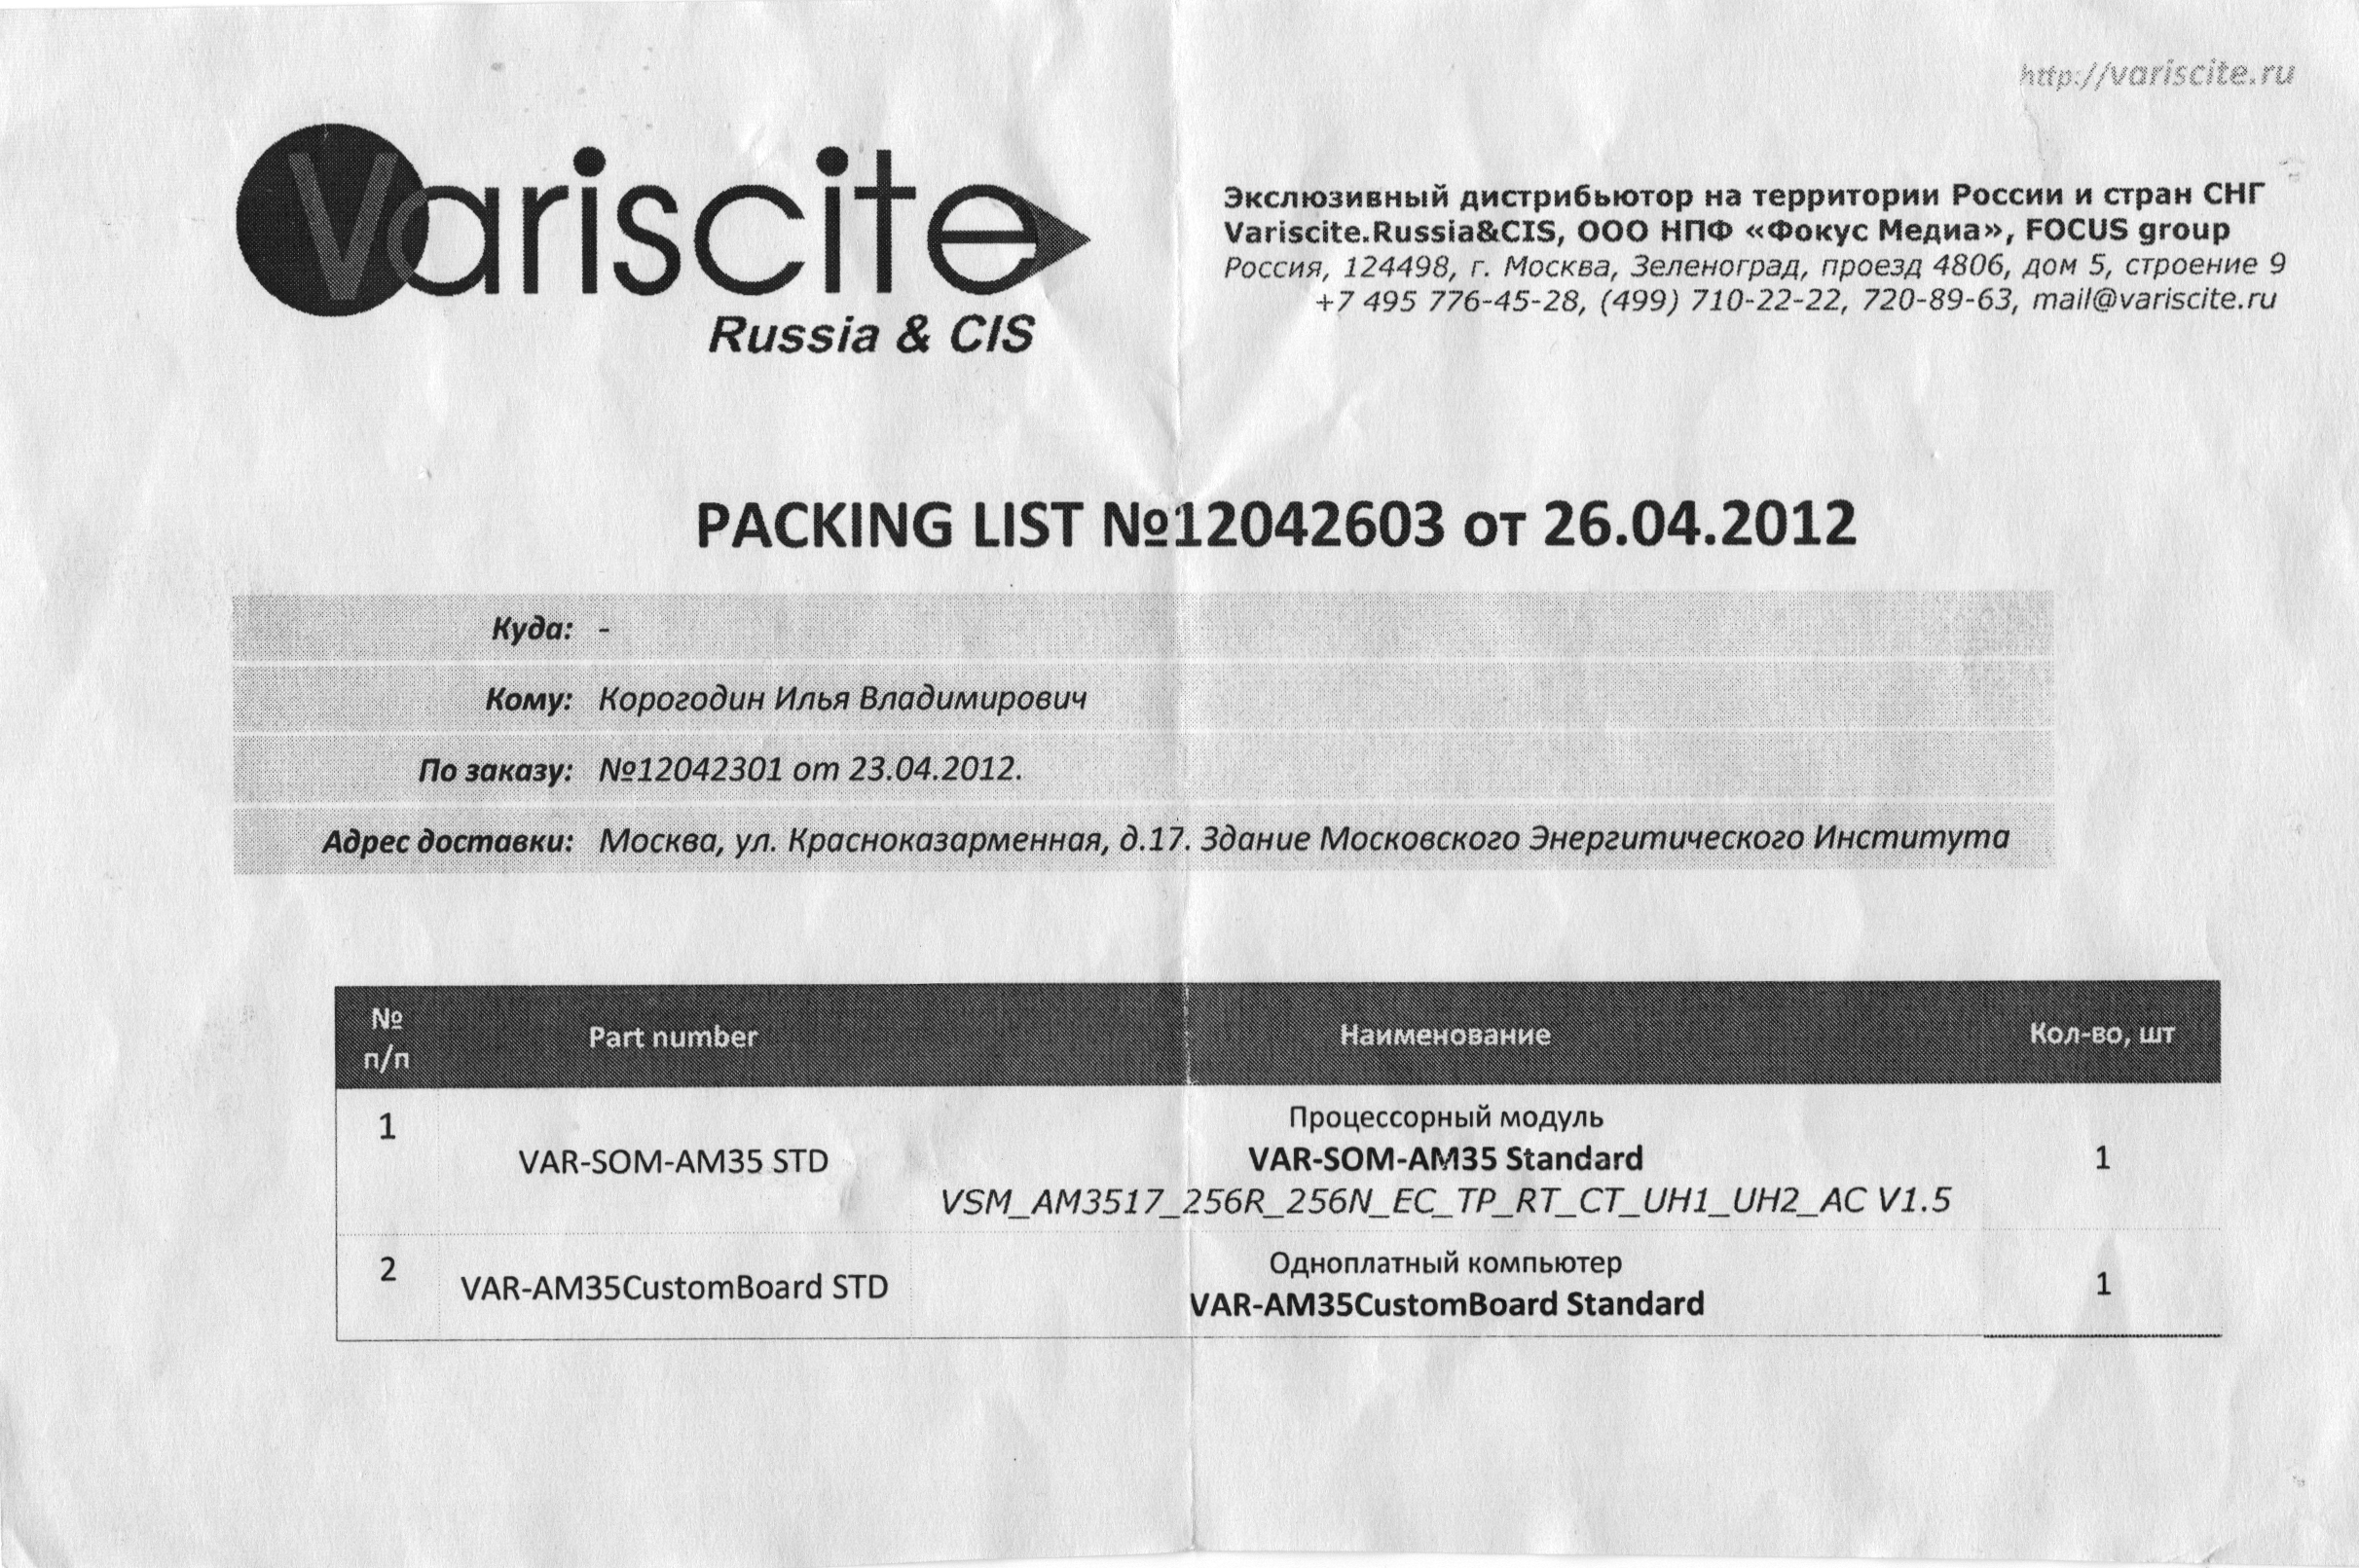 http://variscite.ru
Variscite
Russia & CIS
Экслюзивный дистрибьютор на территории России и стран СНГ
Variscite.Russia&CIS, ООО НПФ «Фокус Медиа», FOCUS group
Россия, 124498, г. Москва, Зеленоград, проезд 4806, дом 5, строение 9
+7 495 776-45-28, (499) 710-22-22, 720-89-63, mail@variscite.ru
PACKING LIST №12042603 от 26.04.2012
Куда: -
Кому: Корогодин Илья Владимирович
По заказу: №12042301 от 23.04.2012.
Адрес доставки: Москва, ул. Красноказарменная, д.17. Здание Московского Энергитического Института
№ п/п Part number Наименование Кол-во, шт
1 VAR-SOM-AM35 STD Процессорный модуль
VAR-SOM-AM35 Standard 1
VSM_AM3517_256R_256N_EC_TP_RT_CT_UH1_UH2_AC V1.5
2 VAR-AM35CustomBoard STD Одноплатный компьютер
VAR-AM35CustomBoard Standard 1